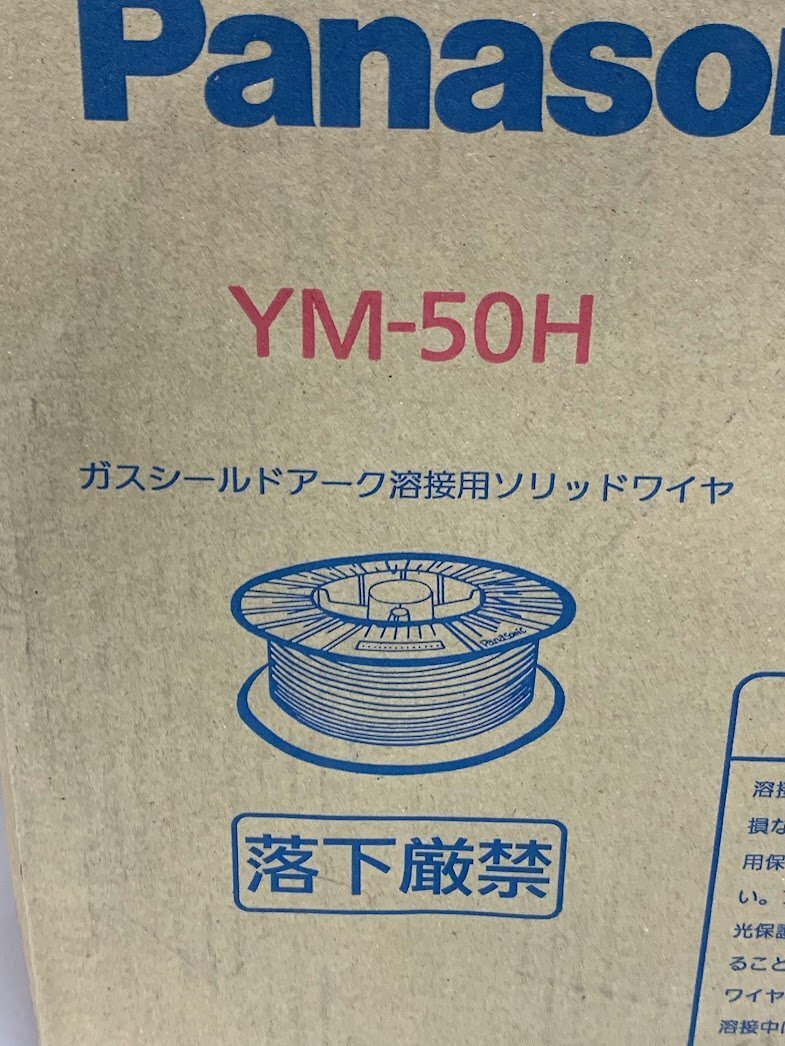 Panaso
YM-50H
ガスシールドアーク溶接用ソリッドワイヤ
Panasonic
落下厳禁
溶接
損な
用保
い。
光保護
ること
ワイヤ
溶接中